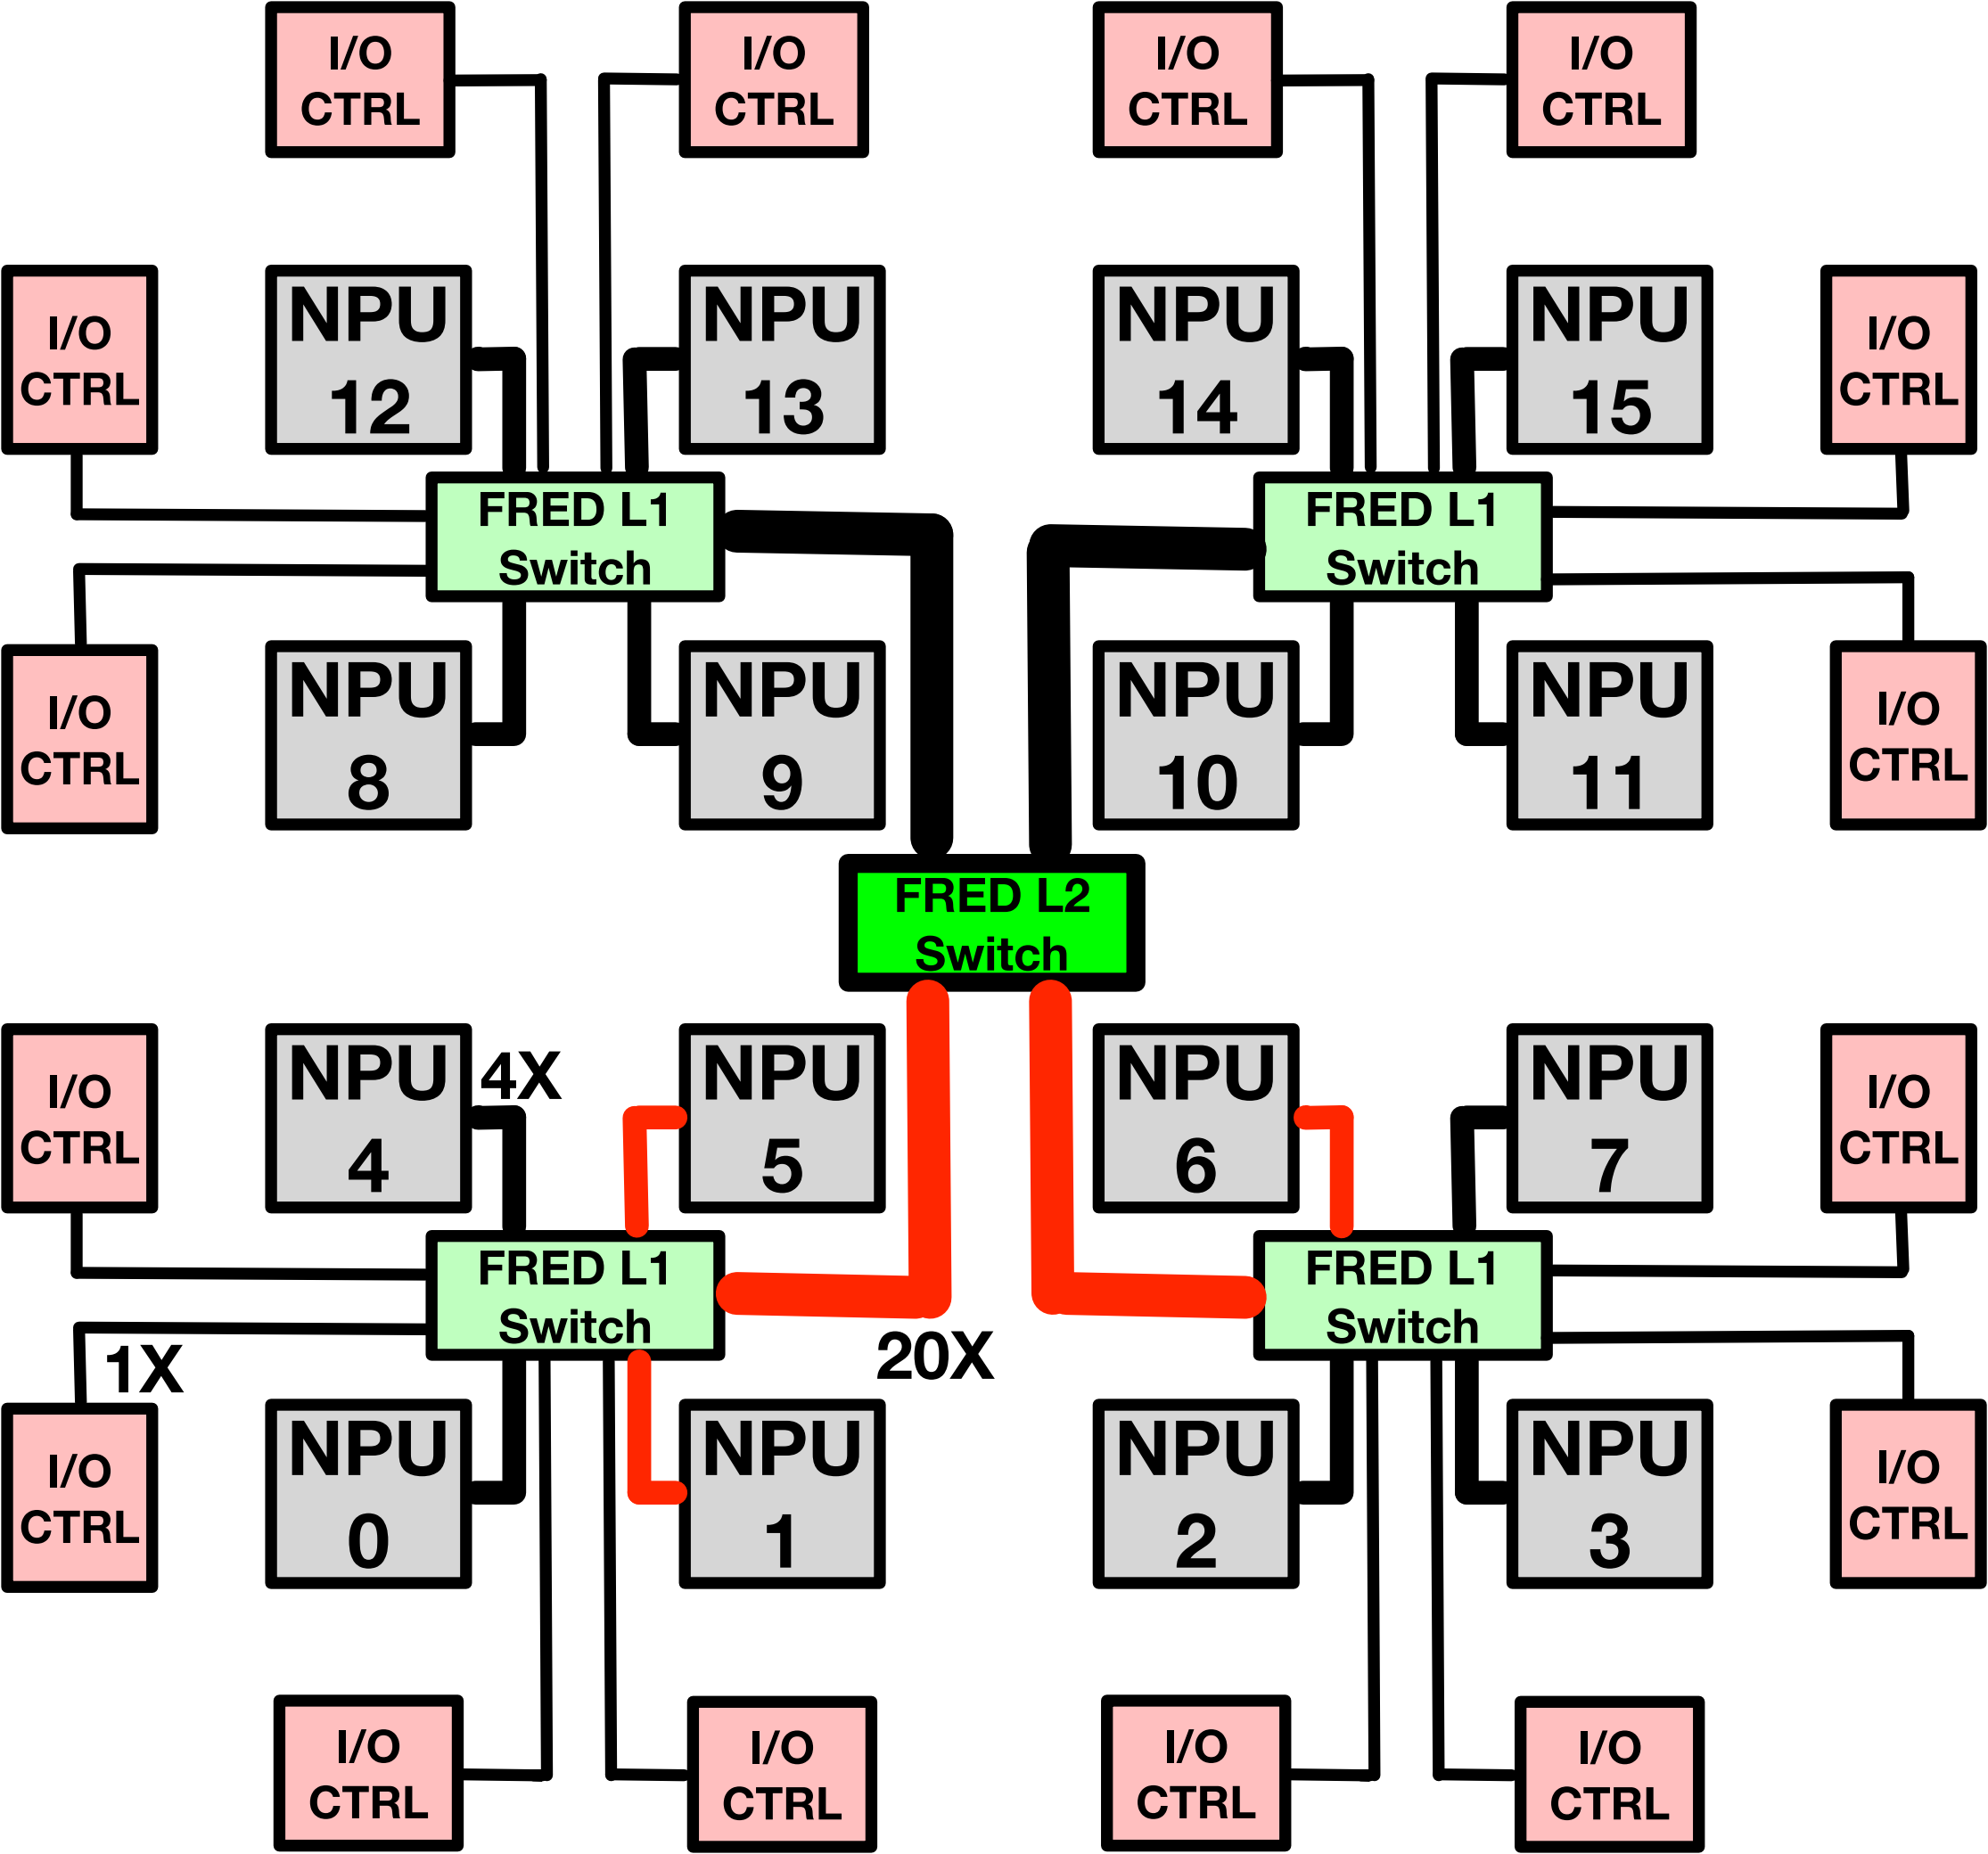 I/O
CTRL
I/O
CTRL
I/O
CTRL
I/O
CTRL
I/O
CTRL
NPU
12
NPU
13
NPU
14
NPU
15
I/O
CTRL
FRED L1
Switch
FRED L1
Switch
I/O
CTRL
NPU
8
NPU
9
NPU
10
NPU
11
I/O
CTRL
FRED L2
Switch
I/O
CTRL
NPU
4
4X
NPU
5
NPU
6
NPU
7
I/O
CTRL
FRED L1
Switch
FRED L1
Switch
20X
1X
I/O
CTRL
NPU
0
NPU
1
NPU
2
NPU
3
I/O
CTRL
I/O
CTRL
I/O
CTRL
I/O
CTRL
I/O
CTRL